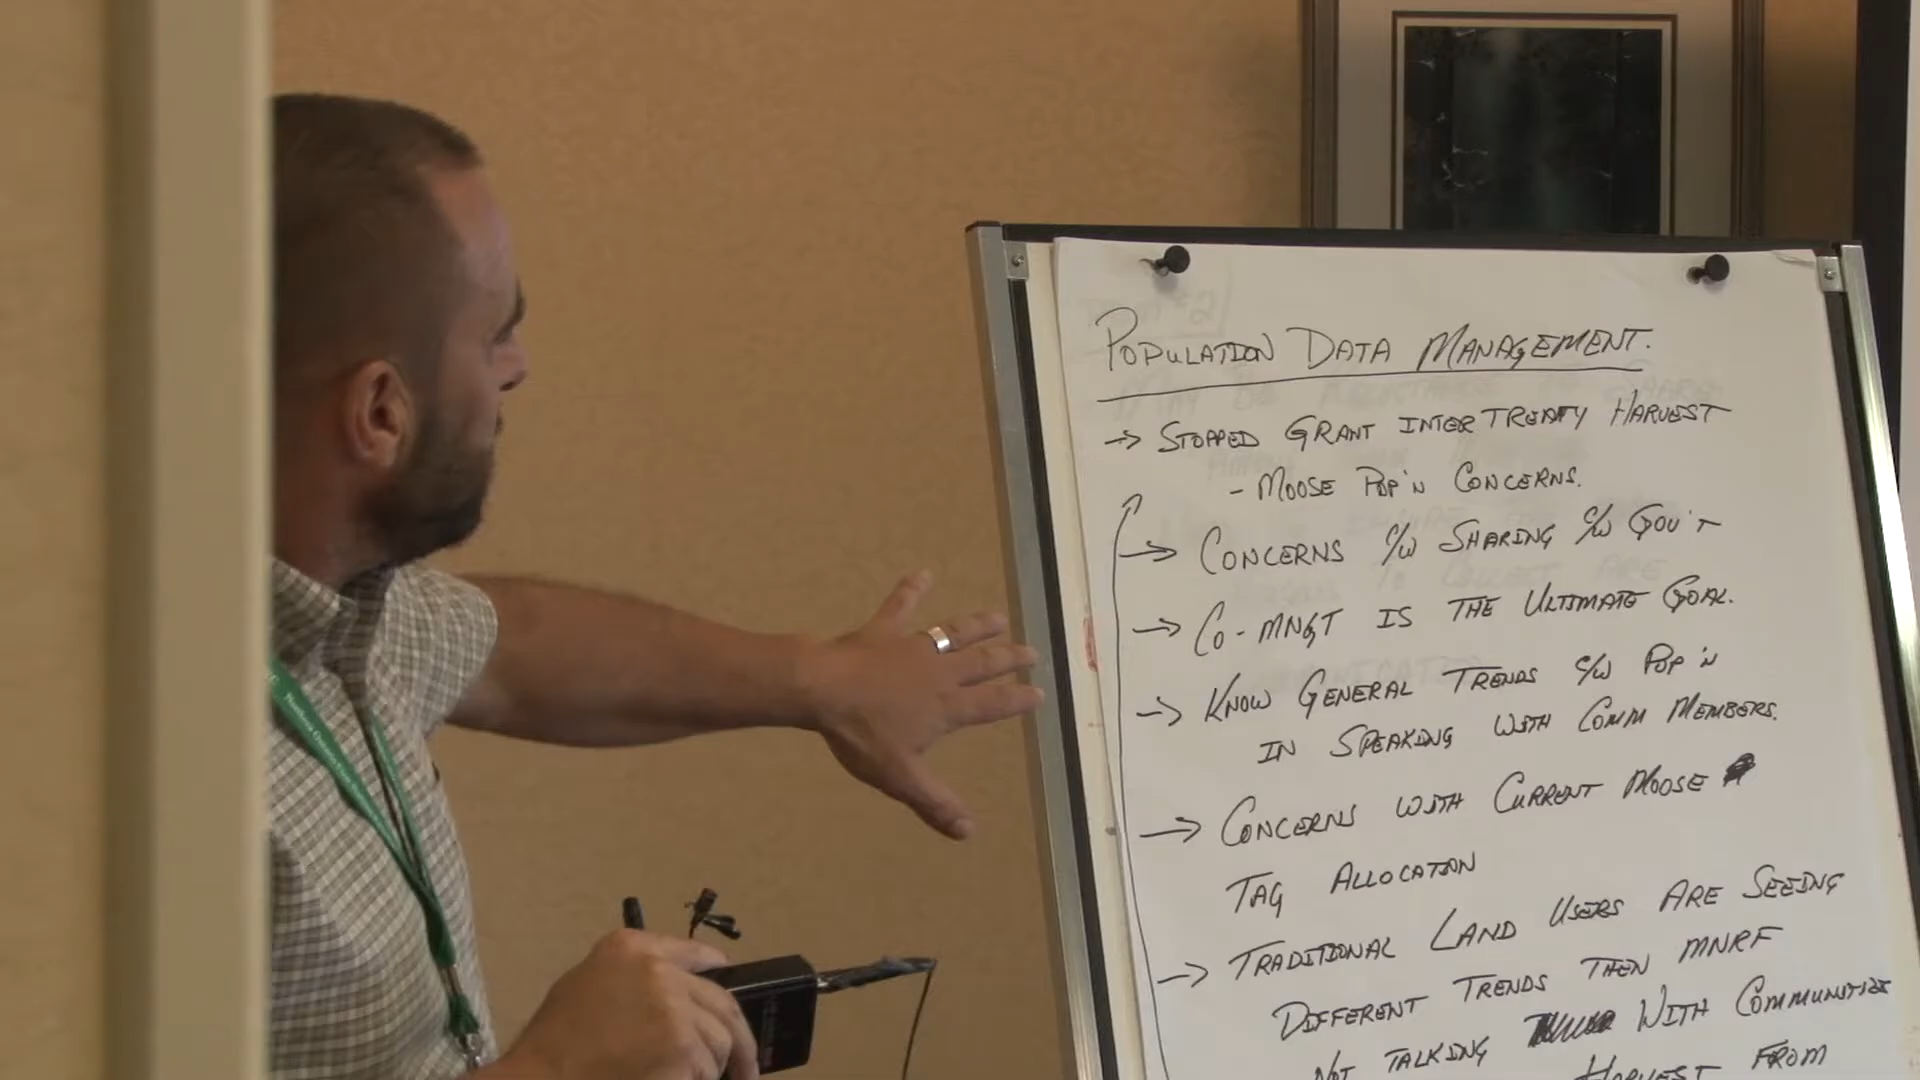 POPULATION DATA MANAGEMENT.
→ STOPPED GRANT INTER TREATY HARVEST
- MOOSE POP'N CONCERNS.
→ CONCERNS c/w SHARING c/w GOV'T
→ CO-MNGT IS THE ULTIMATE GOAL.
→ KNOW GENERAL TRENDS c/w POP'N
IN SPEAKING WITH COMM MEMBERS.
→ CONCERNS WITH CURRENT MOOSE
TAG ALLOCATION
→ TRADITIONAL LAND USERS ARE SEEING
DIFFERENT TRENDS THEN MNRF
NOT TALKING WITH COMMUNITIES
HARVEST FROM